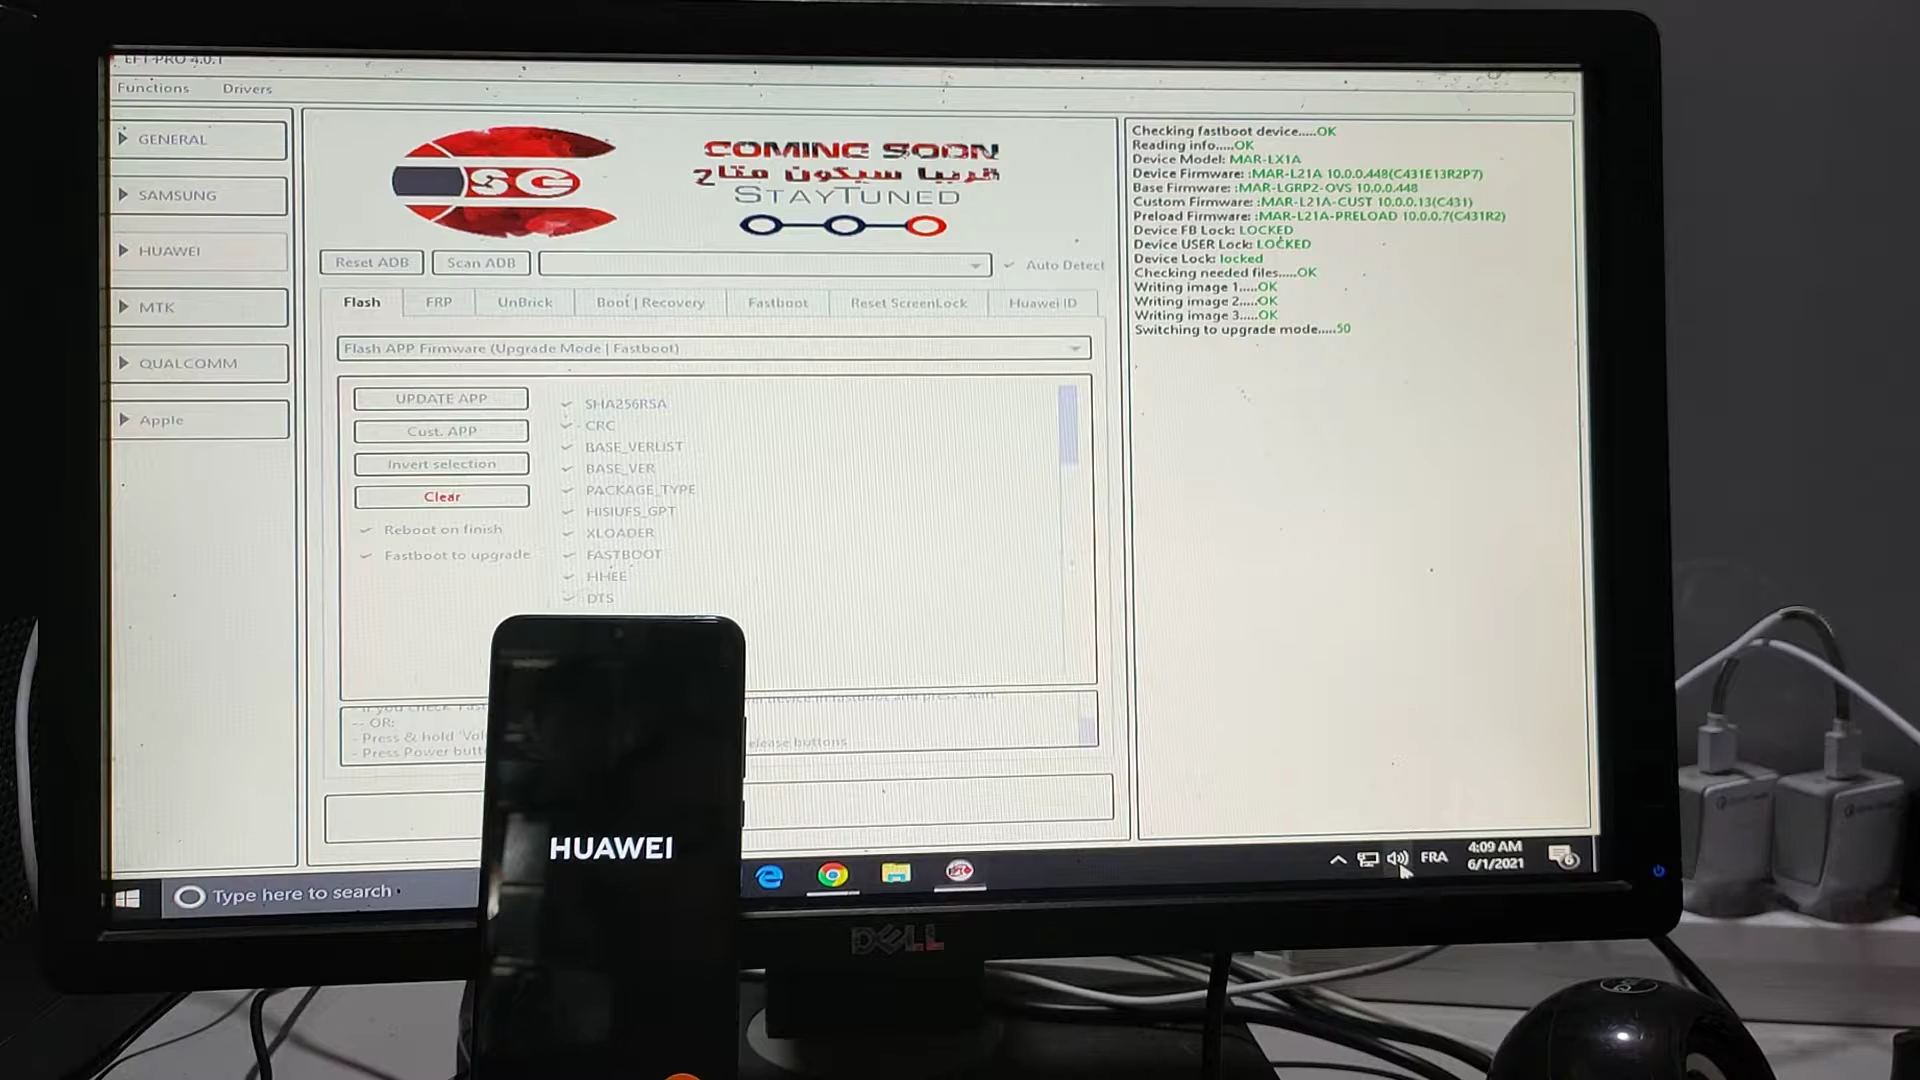 EFT-PRO 4.0.1
Functions Drivers
GENERAL
SAMSUNG
HUAWEI
MTK
QUALCOMM
Apple
SG
COMING SOON
قريبا سيكون متاح
STAYTUNED
Reset ADB Scan ADB Auto Detect
Flash FRP UnBrick Boot | Recovery Fastboot Reset ScreenLock Huawei ID
Flash APP Firmware (Upgrade Mode | Fastboot)
UPDATE APP
Cust. APP
Invert selection
Clear
Reboot on finish
Fastboot to upgrade
SHA256RSA
CRC
BASE_VERLIST
BASE_VER
PACKAGE_TYPE
HISIUFS_GPT
XLOADER
FASTBOOT
HHEE
DTS
-- OR:
- Press & hold 'Vol
- Press Power butt
elease buttons
Checking fastboot device.....OK
Reading info.....OK
Device Model: MAR-LX1A
Device Firmware: :MAR-L21A 10.0.0.448(C431E13R2P7)
Base Firmware: :MAR-LGRP2-OVS 10.0.0.448
Custom Firmware: :MAR-L21A-CUST 10.0.0.13(C431)
Preload Firmware: :MAR-L21A-PRELOAD 10.0.0.7(C431R2)
Device FB Lock: LOCKED
Device USER Lock: LOCKED
Device Lock: locked
Checking needed files.....OK
Writing image 1.....OK
Writing image 2.....OK
Writing image 3.....OK
Switching to upgrade mode.....50
HUAWEI
Type here to search
FRA
4:09 AM
6/1/2021
6
DELL